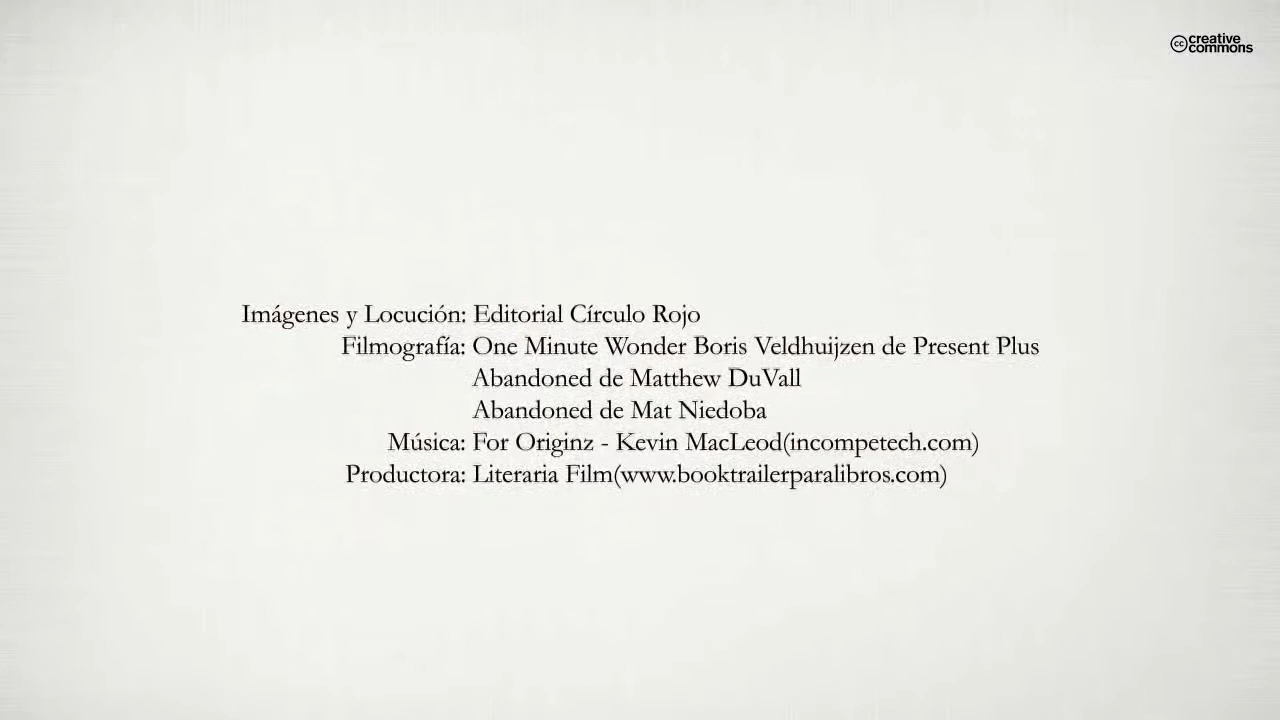 creative
commons
Imágenes y Locución: Editorial Círculo Rojo
Filmografía: One Minute Wonder Boris Veldhuijzen de Present Plus
Abandoned de Matthew DuVall
Abandoned de Mat Niedoba
Música: For Originz - Kevin MacLeod(incompetech.com)
Productora: Literaria Film(www.booktrailerparalibros.com)